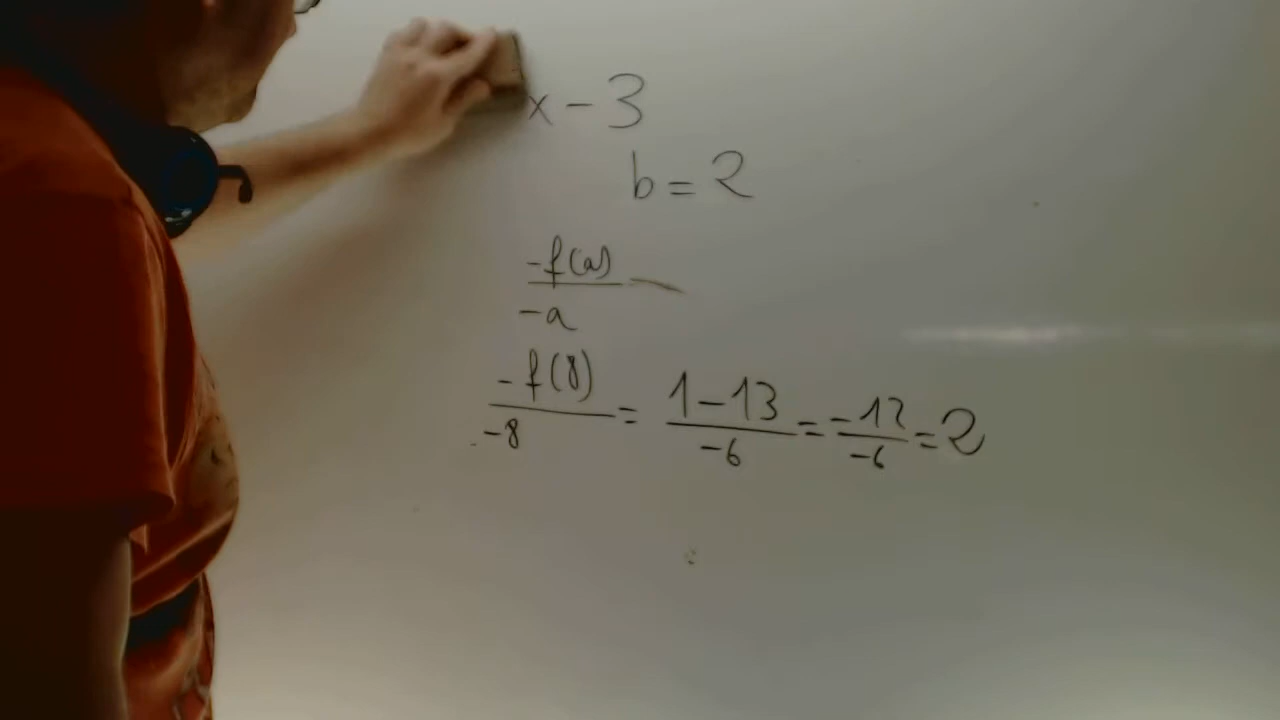 x - 3
b = 2
-f(a) / -a
-f(8) / -8 = 1-13 / -6 = -12 / -6 = 2